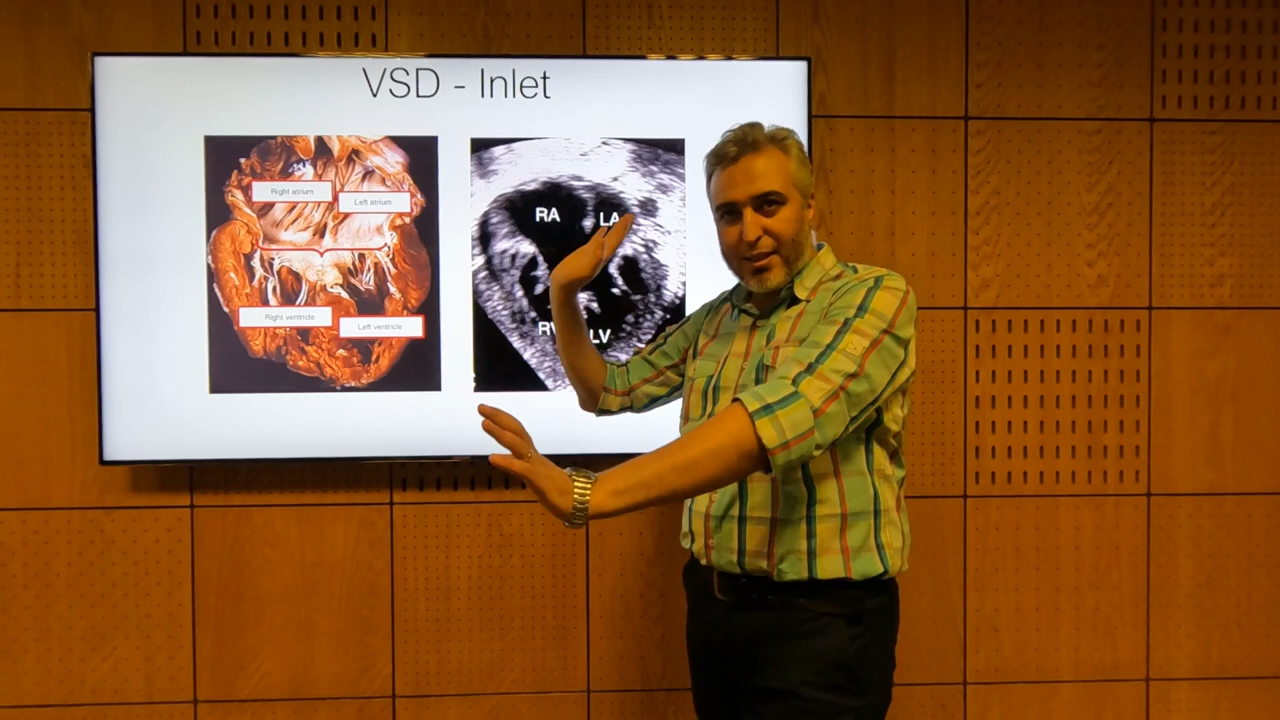 VSD - Inlet
Right atrium
Left atrium
Right ventricle
Left ventricle
RA
LA
RV
LV